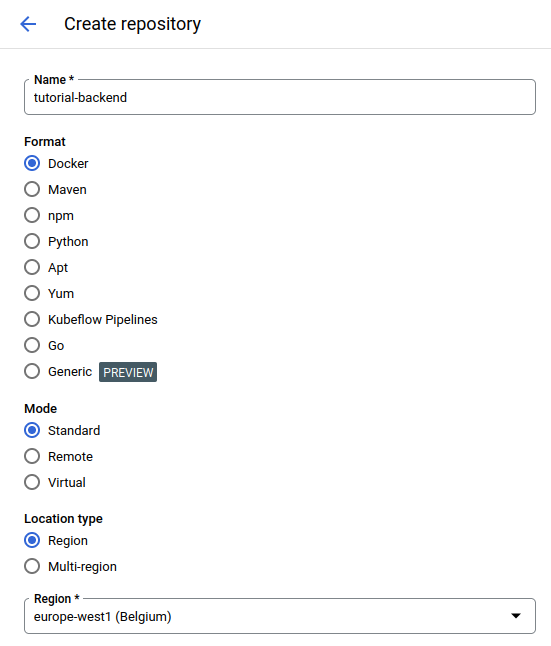 Create repository
Name *
tutorial-backend
Format
Docker
Maven
npm
Python
Apt
Yum
Kubeflow Pipelines
Go
Generic PREVIEW
Mode
Standard
Remote
Virtual
Location type
Region
Multi-region
Region *
europe-west1 (Belgium)